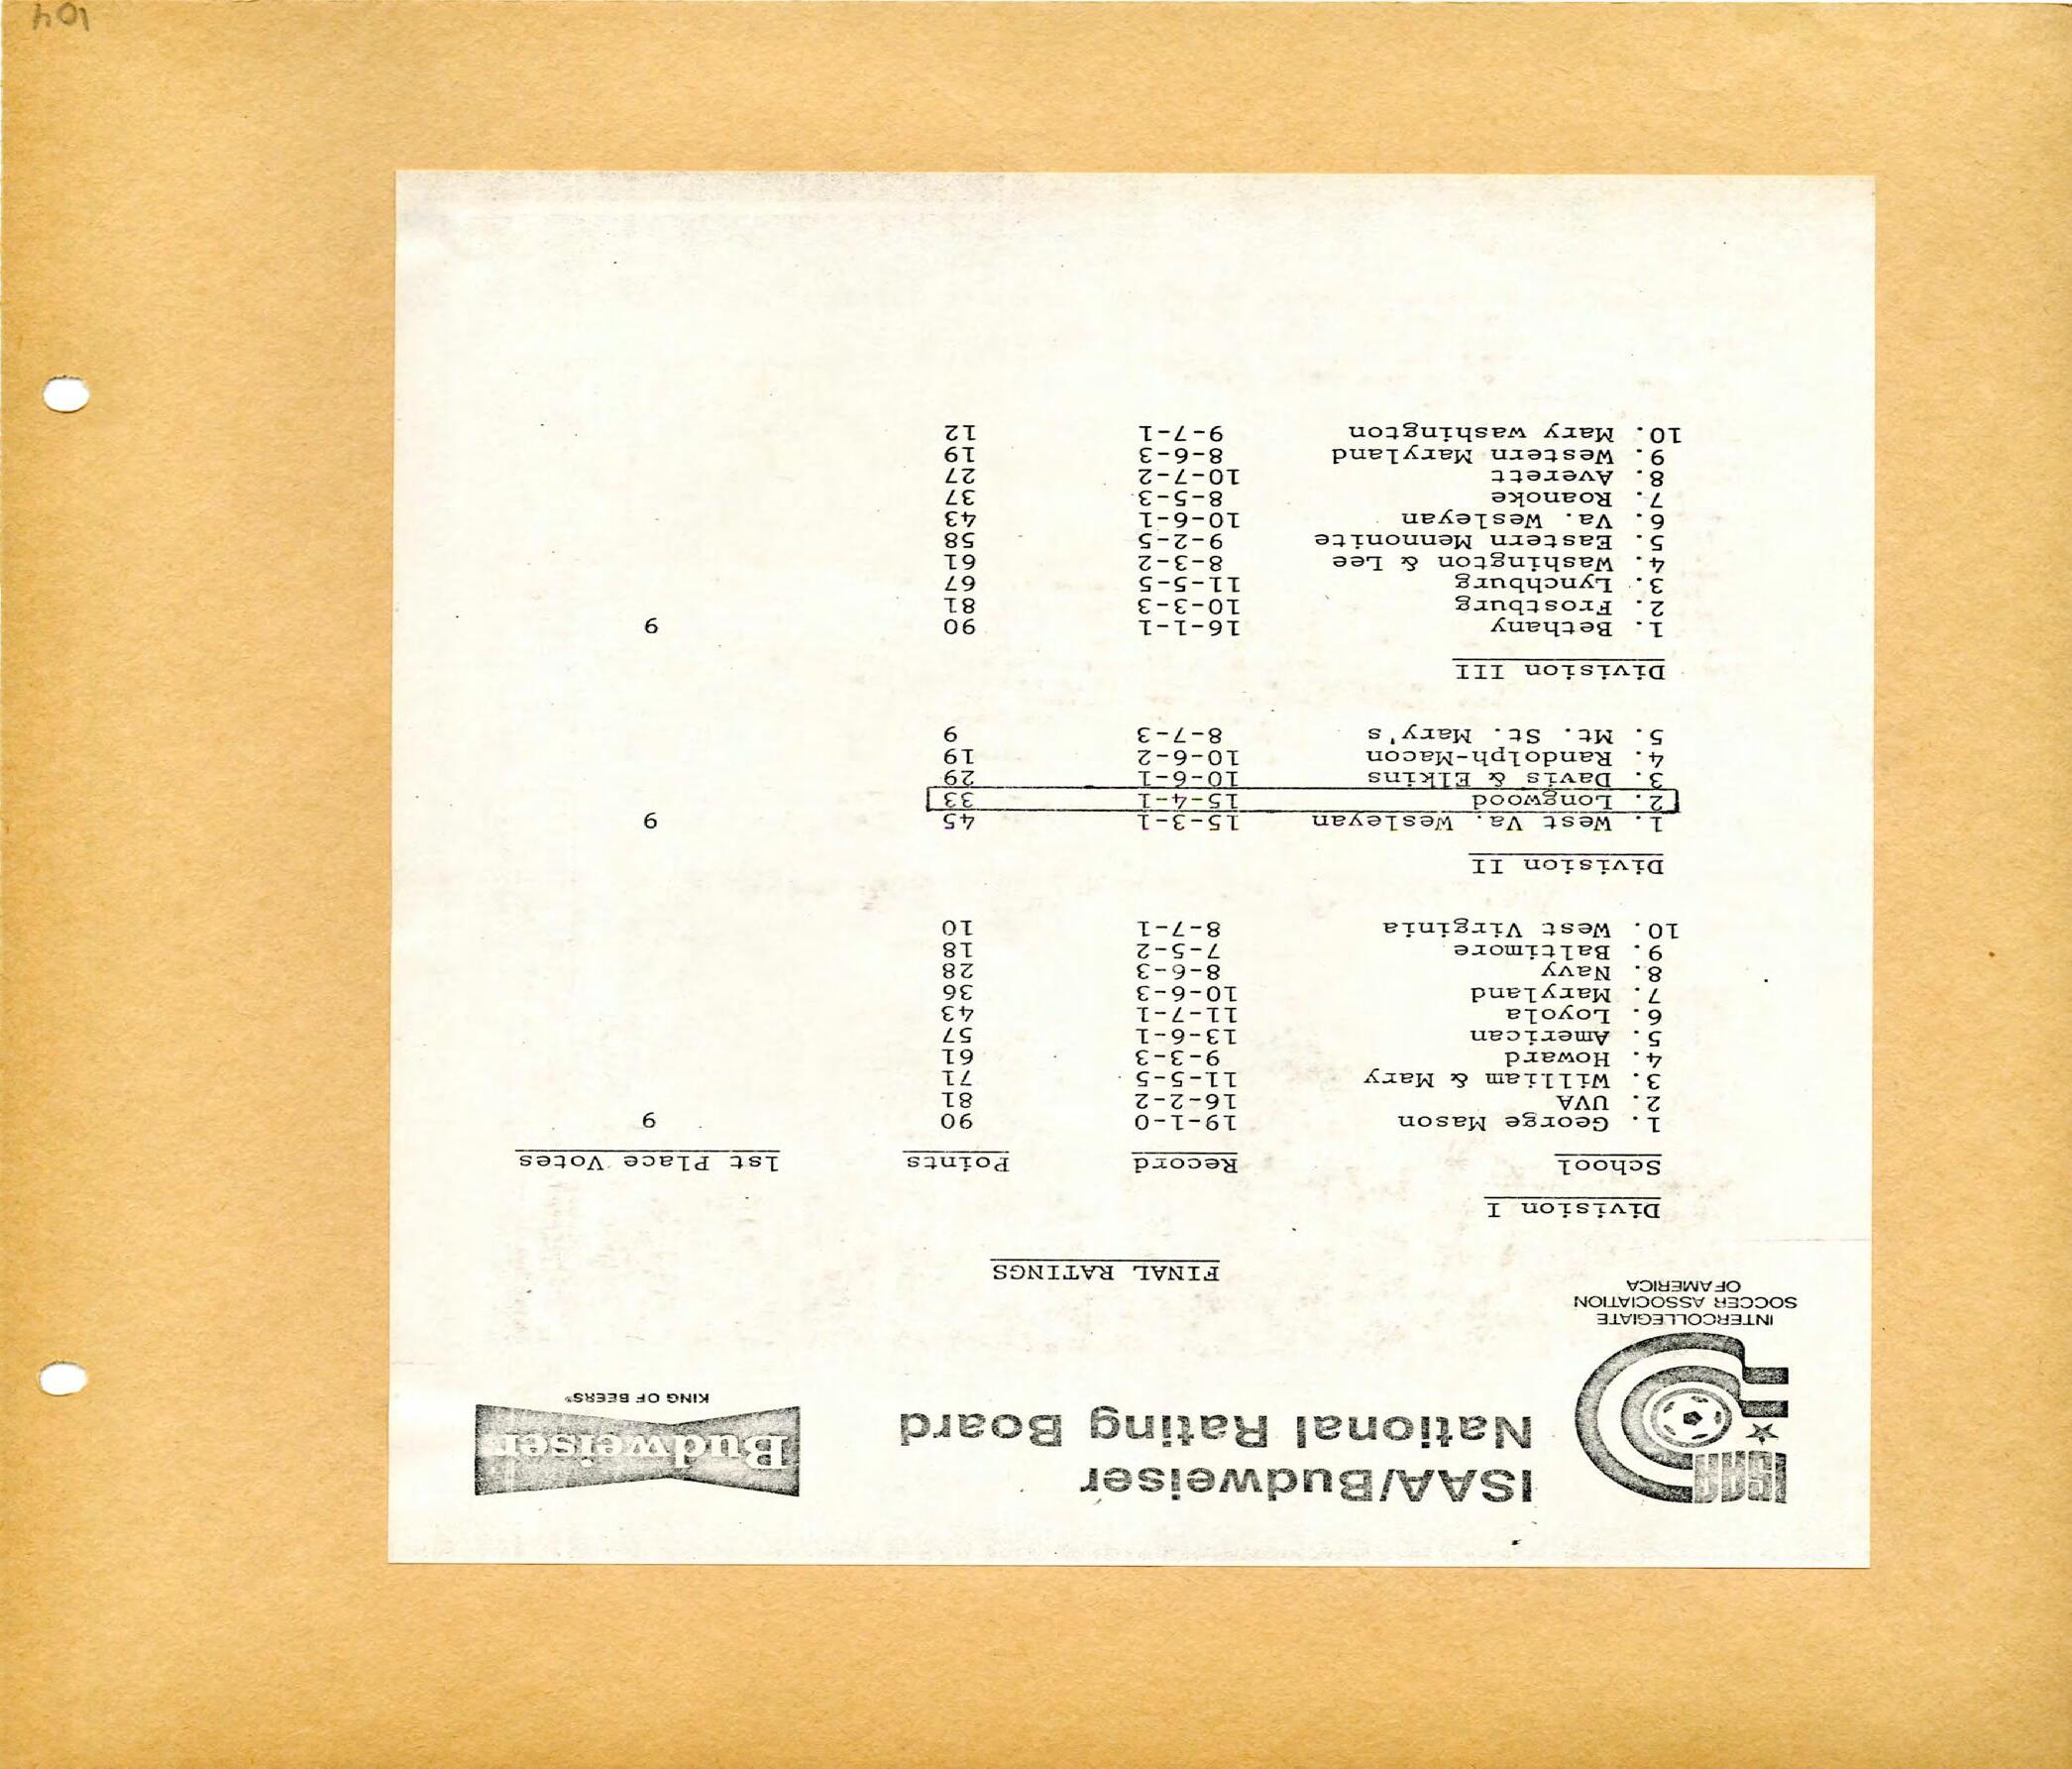 104
ISAA
INTERCOLLEGIATE
SOCCER ASSOCIATION
OF AMERICA
ISAA/Budweiser
National Rating Board
Budweiser
KING OF BEERS®
FINAL RATINGS
Division I
School Record Points 1st Place Votes
1. George Mason 19-1-0 90 9
2. UVA 16-2-2 81
3. William & Mary 11-5-5 71
4. Howard 9-3-3 61
5. American 13-6-1 57
6. Loyola 11-7-1 43
7. Maryland 10-6-3 36
8. Navy 8-6-3 28
9. Baltimore 7-5-2 18
10. West Virginia 8-7-1 10
Division II
1. West Va. Wesleyan 15-3-1 45 9
2. Longwood 15-4-1 33
3. Davis & Elkins 10-6-1 29
4. Randolph-Macon 10-6-2 19
5. Mt. St. Mary's 8-7-3 9
Division III
1. Bethany 16-1-1 90 9
2. Frostburg 10-3-3 81
3. Lynchburg 11-5-5 67
4. Washington & Lee 8-3-2 61
5. Eastern Mennonite 9-2-5 58
6. Va. Wesleyan 10-6-1 43
7. Roanoke 8-5-3 37
8. Averett 10-7-2 27
9. Western Maryland 8-6-3 19
10. Mary washington 9-7-1 12